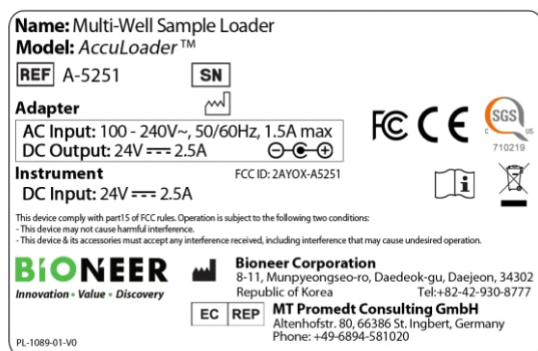 Name: Multi-Well Sample Loader
Model: AccuLoader™
REF A-5251 SN
Adapter
AC Input: 100 - 240V~, 50/60Hz, 1.5A max
DC Output: 24V ⎓ 2.5A
FCC ID: 2AYOX-A5251
Instrument
DC Input: 24V ⎓ 2.5A
FC CE SGS
C US
710219
i
This device comply with part15 of FCC rules. Operation is subject to the following two conditions:
- This device may not cause harmful interference.
- This device & its accessories must accept any interference received, including interference that may cause undesired operation.
BIONEER
Innovation • Value • Discovery
Bioneer Corporation
8-11, Munpyeongseo-ro, Daedeok-gu, Daejeon, 34302
Republic of Korea Tel:+82-42-930-8777
EC REP MT Promedt Consulting GmbH
Altenhofstr. 80, 66386 St. Ingbert, Germany
Phone: +49-6894-581020
PL-1089-01-V0